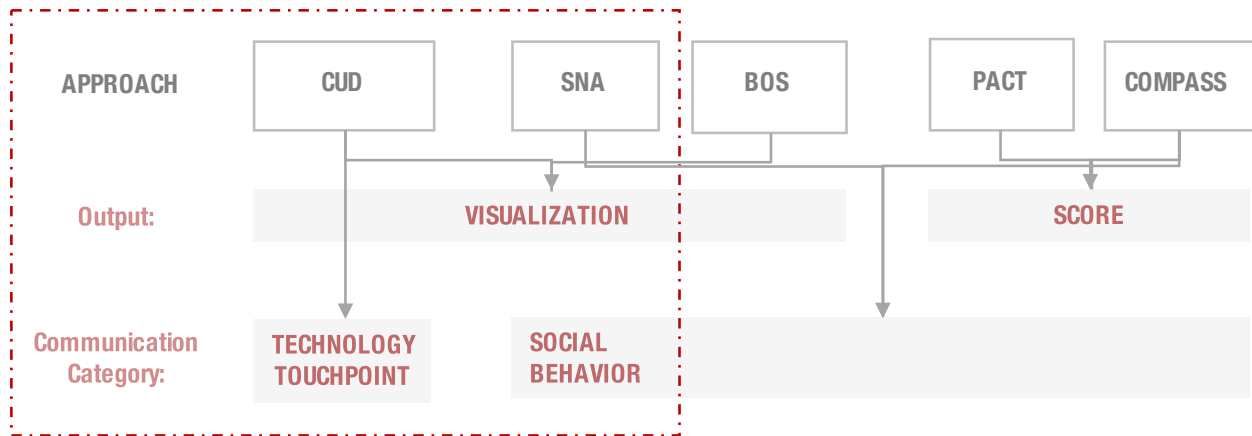 APPROACH CUD SNA BOS PACT COMPASS
Output: VISUALIZATION SCORE
Communication
Category:
TECHNOLOGY
TOUCHPOINT
SOCIAL
BEHAVIOR